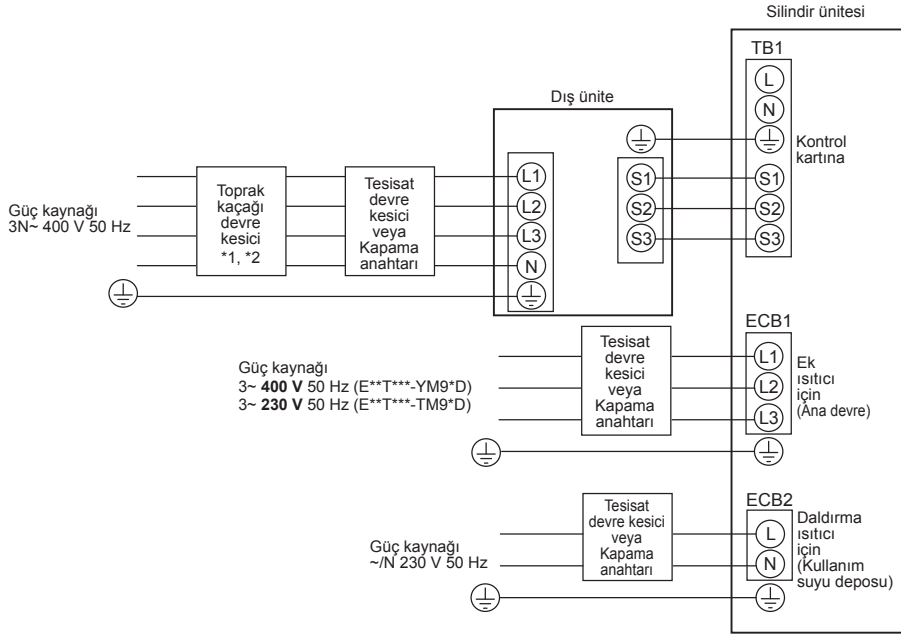 Silindir ünitesi
TB1
L
N
Kontrol
kartına
S1
S2
S3
Dış ünite
S1
S2
S3
L1
L2
L3
N
Güç kaynağı
3N~ 400 V 50 Hz
Toprak
kaçağı
devre
kesici
*1, *2
Tesisat
devre
kesici
veya
Kapama
anahtarı
Güç kaynağı
3~ 400 V 50 Hz (E**T***-YM9*D)
3~ 230 V 50 Hz (E**T***-TM9*D)
Tesisat
devre
kesici
veya
Kapama
anahtarı
ECB1
L1
L2
L3
Ek
ısıtıcı
için
(Ana devre)
Güç kaynağı
~/N 230 V 50 Hz
Tesisat
devre kesici
veya
Kapama
anahtarı
ECB2
L
N
Daldırma
ısıtıcı
için
(Kullanım
suyu deposu)